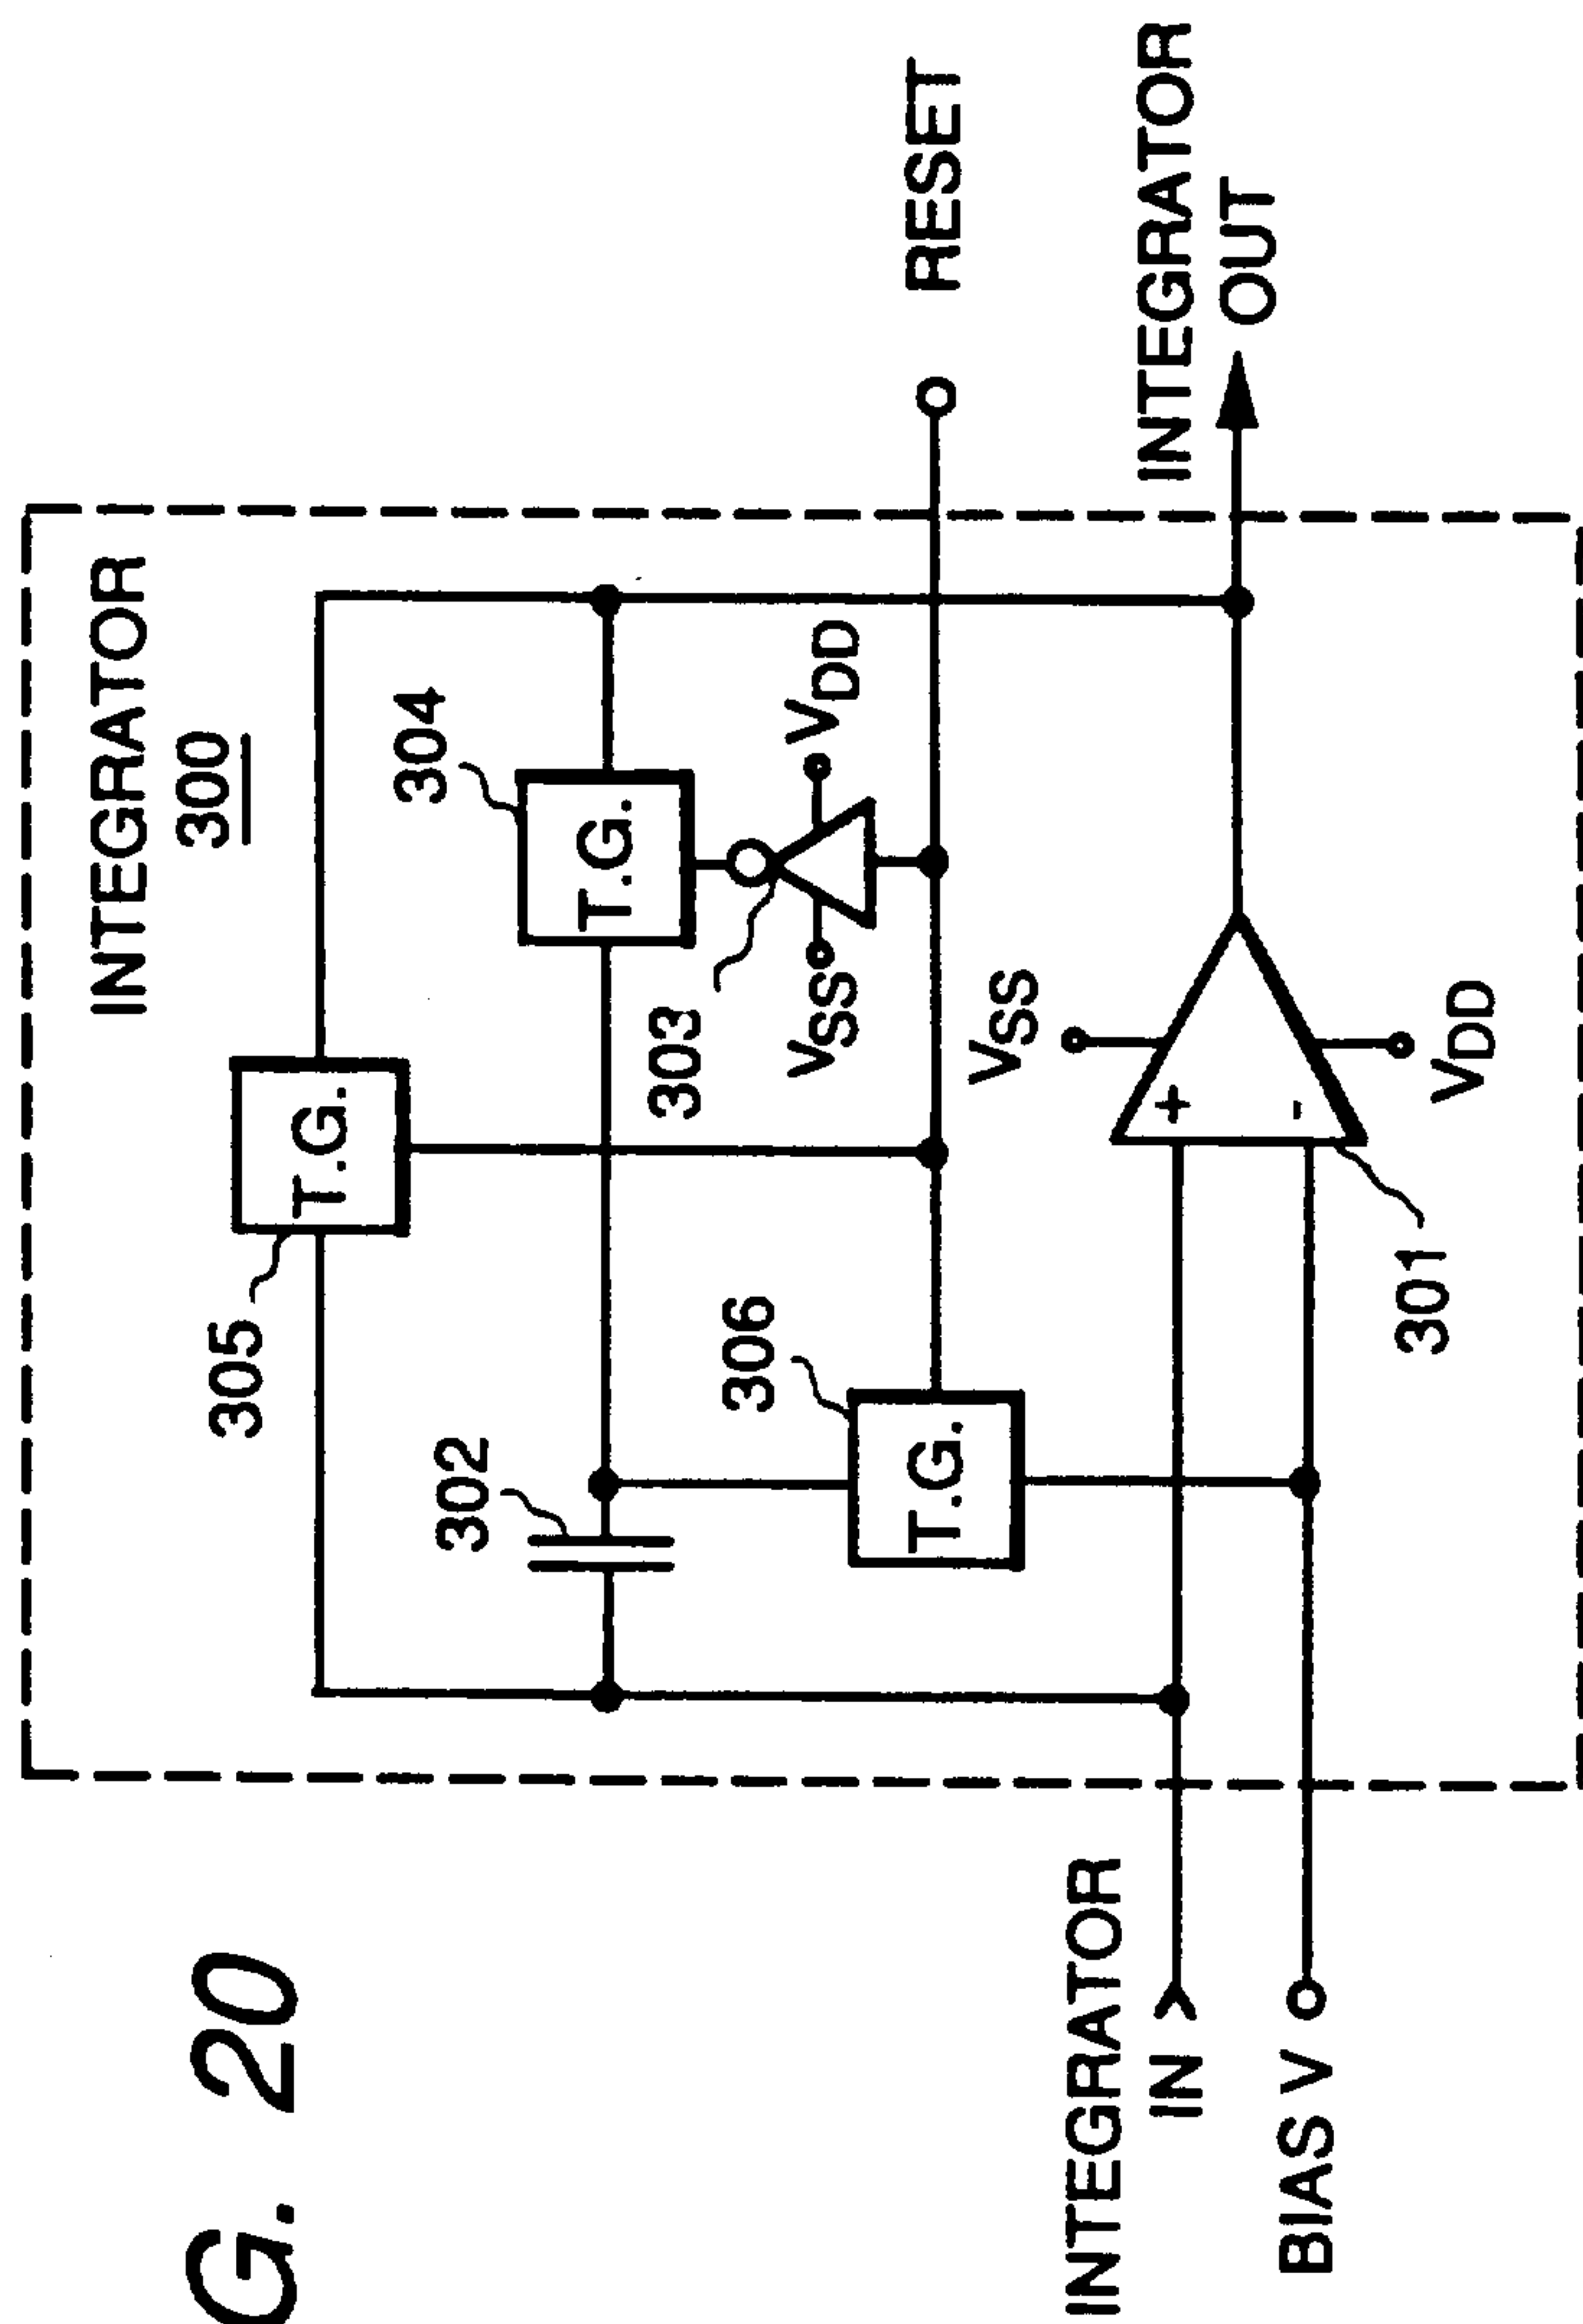 G. 20
INTEGRATOR
300
305
T.G.
304
T.G.
302
303
VSS
VDD
306
T.G.
RESET
VSS
+
-
VDD
301
INTEGRATOR
IN
BIAS V
INTEGRATOR
OUT